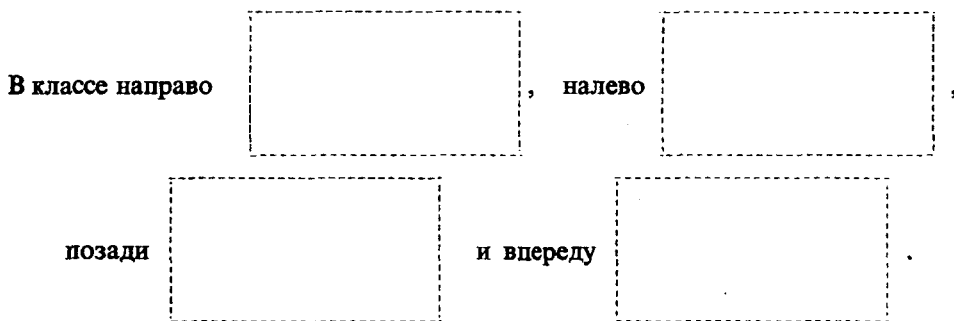 В классе направо , налево ,
позади и впереду .